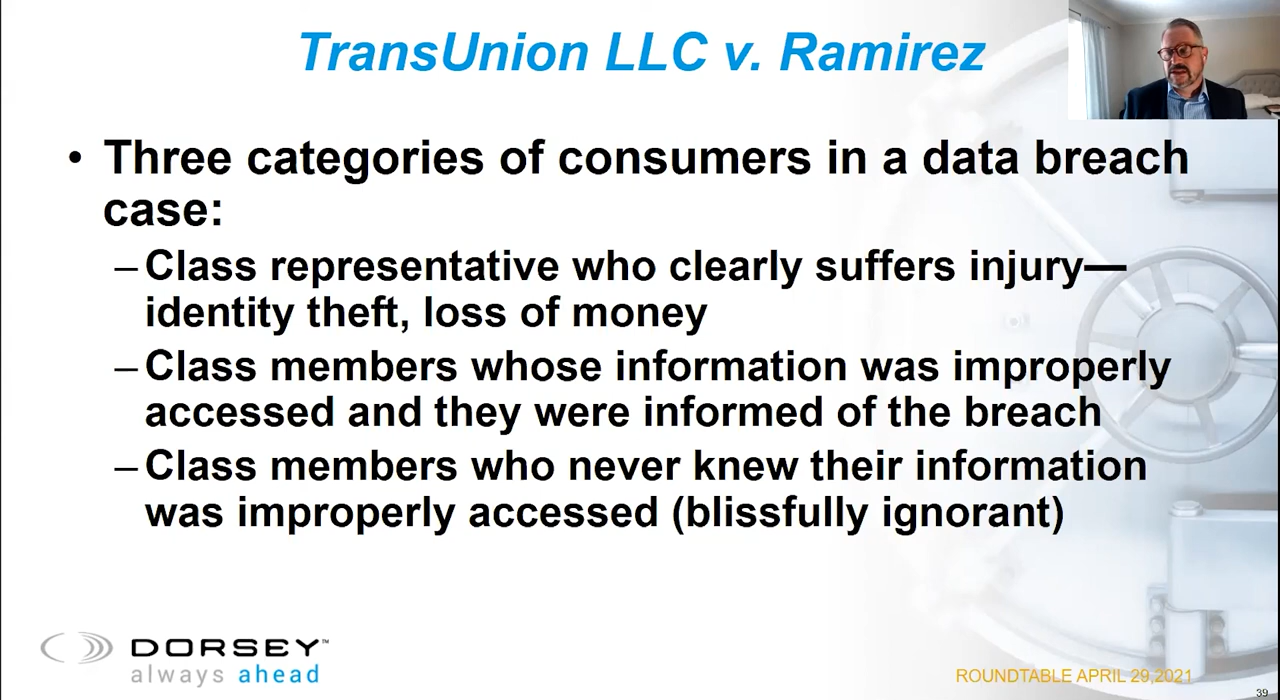 TransUnion LLC v. Ramirez
• Three categories of consumers in a data breach
case:
–Class representative who clearly suffers injury—
identity theft, loss of money
–Class members whose information was improperly
accessed and they were informed of the breach
–Class members who never knew their information
was improperly accessed (blissfully ignorant)
DORSEY™
always ahead
ROUNDTABLE APRIL 29,2021
39